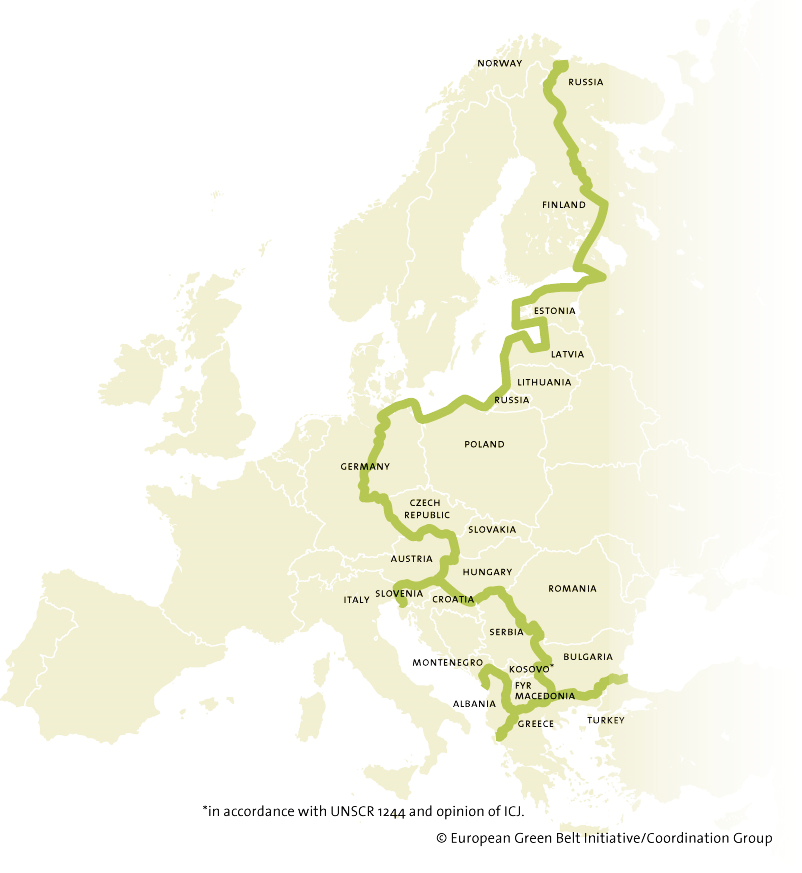 NORWAY
RUSSIA
FINLAND
ESTONIA
LATVIA
LITHUANIA
RUSSIA
POLAND
GERMANY
CZECH
REPUBLIC
SLOVAKIA
AUSTRIA
HUNGARY
ROMANIA
ITALY
SLOVENIA
CROATIA
SERBIA
BULGARIA
MONTENEGRO
KOSOVO*
FYR
MACEDONIA
ALBANIA
GREECE
TURKEY
*in accordance with UNSCR 1244 and opinion of ICJ.
© European Green Belt Initiative/Coordination Group